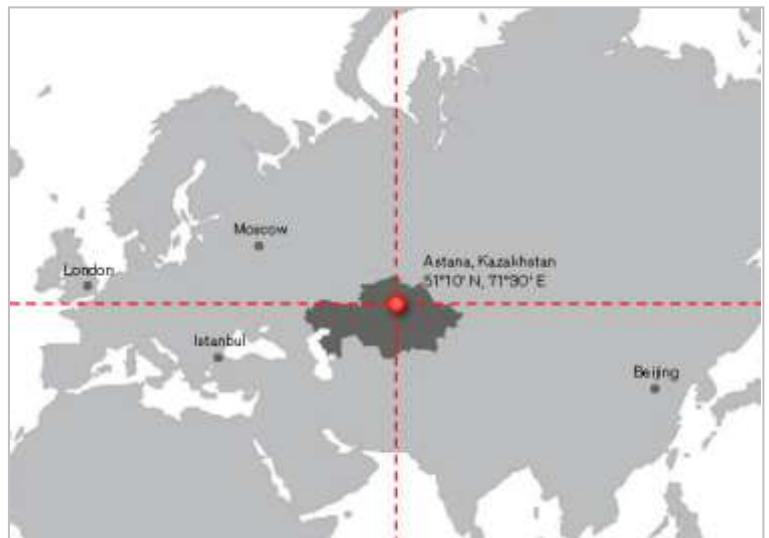 Moscow
Astana, Kazakhstan
51°10' N, 71°30' E
London
Istanbul
Beijing